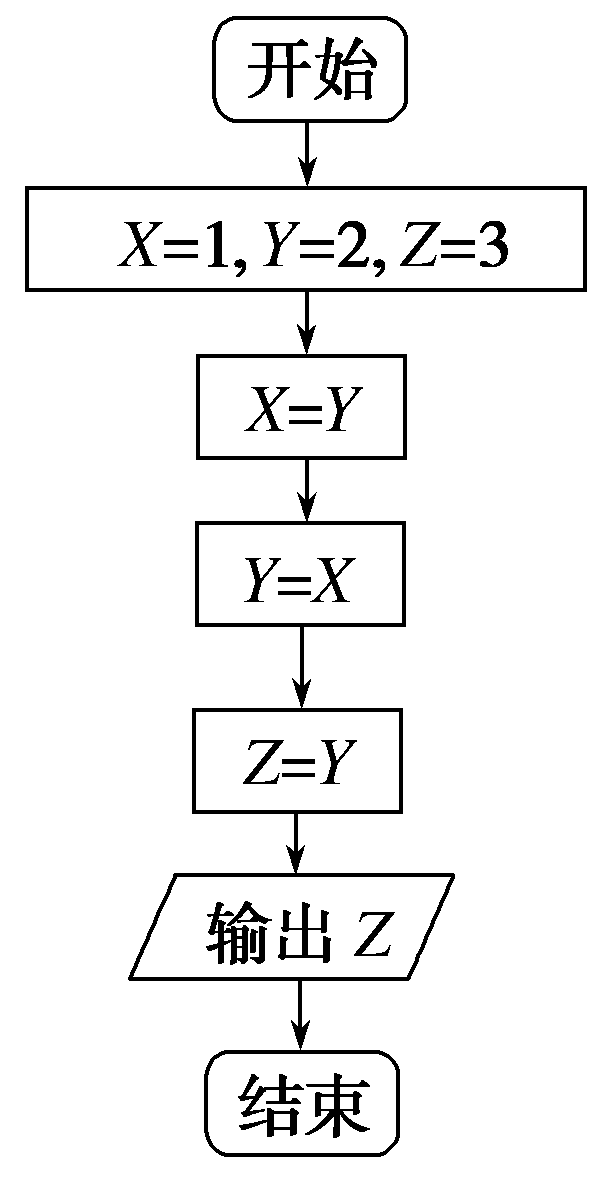 开始
X=1, Y=2, Z=3
X=Y
Y=X
Z=Y
输出 Z
结束